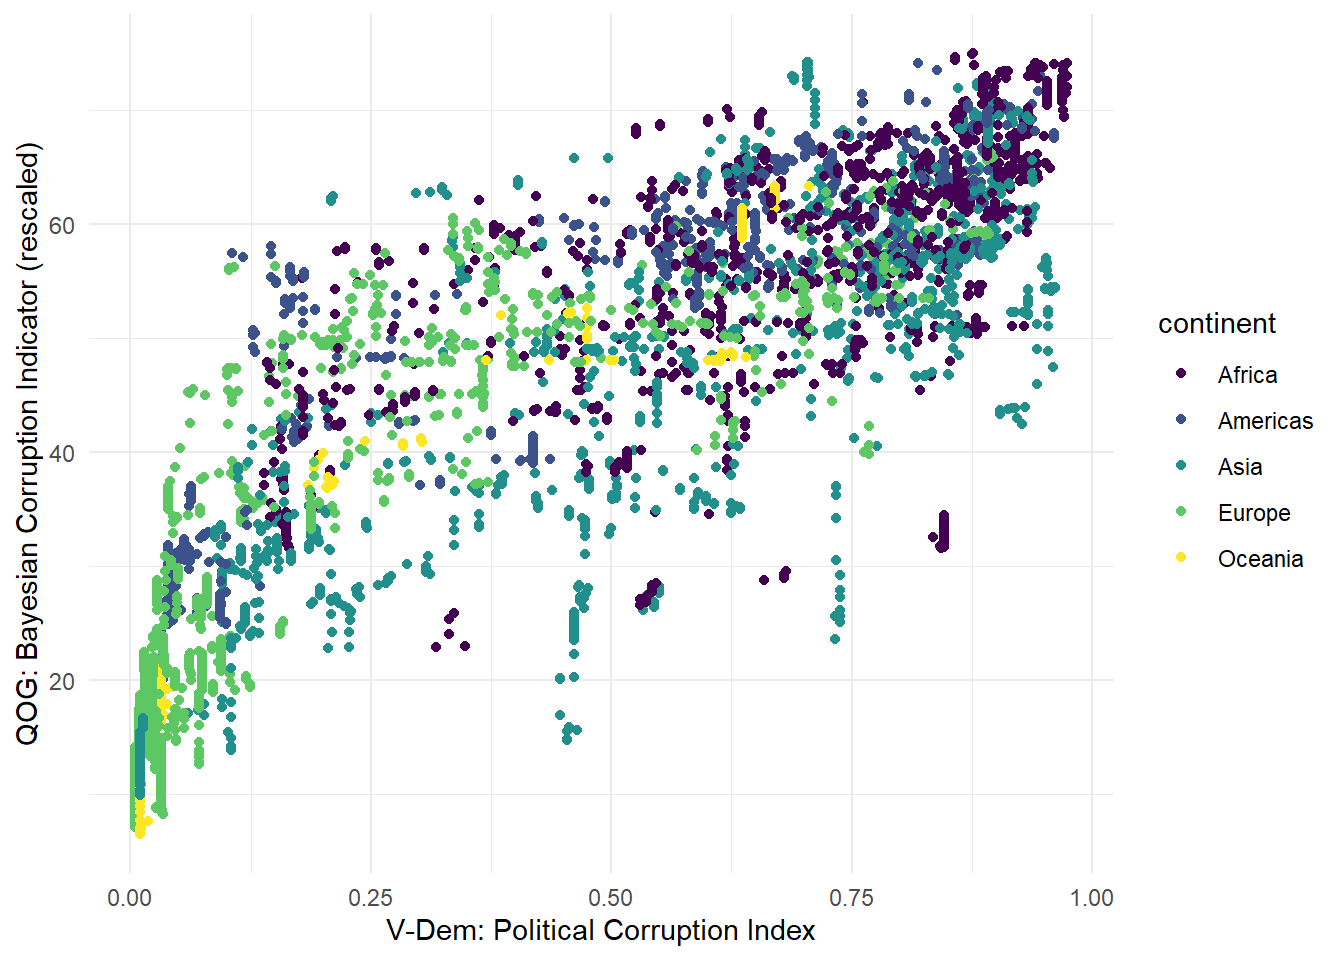 QOG: Bayesian Corruption Indicator (rescaled)
60
40
20
0.00
0.25
0.50
0.75
1.00
V-Dem: Political Corruption Index
continent
Africa
Americas
Asia
Europe
Oceania